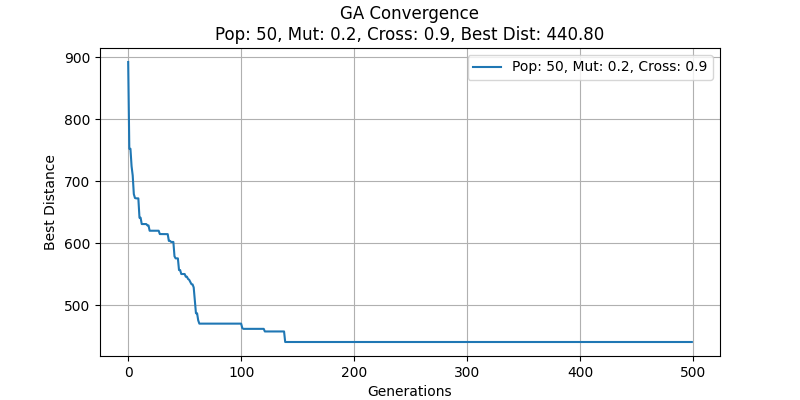 GA Convergence
Pop: 50, Mut: 0.2, Cross: 0.9, Best Dist: 440.80
Pop: 50, Mut: 0.2, Cross: 0.9
900
800
700
600
500
Best Distance
0 100 200 300 400 500
Generations